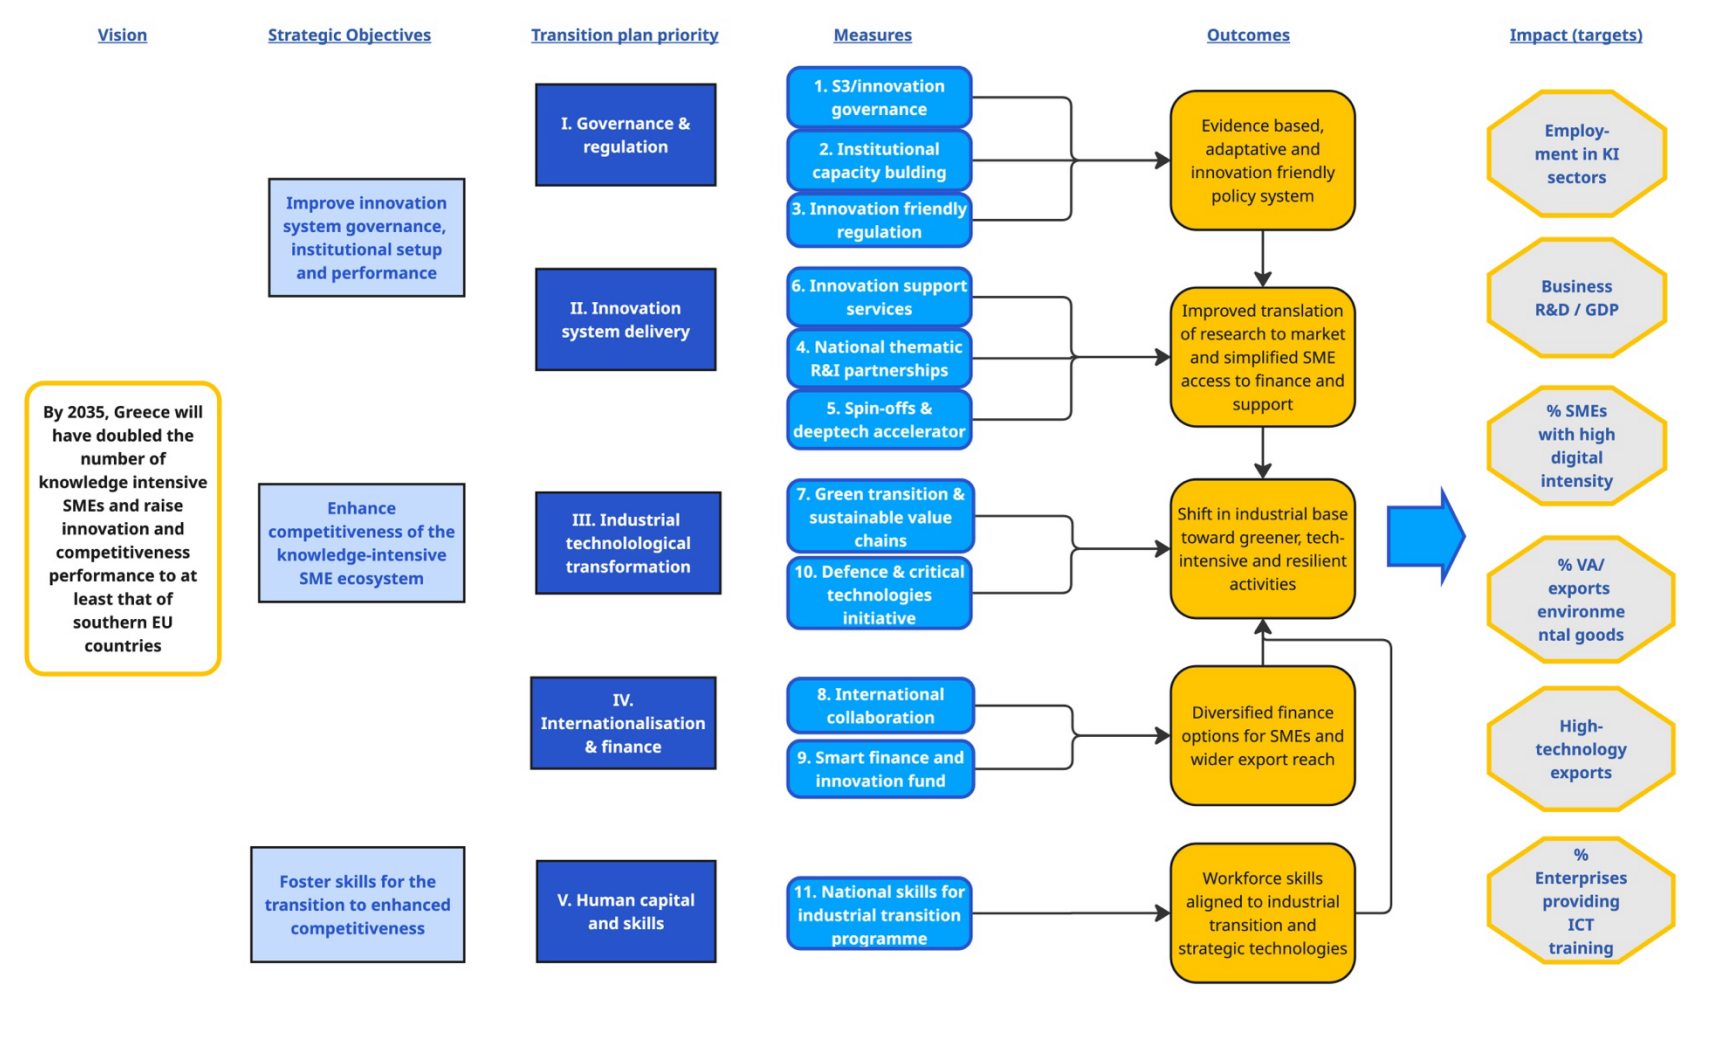 Vision
Strategic Objectives
Transition plan priority
Measures
Outcomes
Impact (targets)
By 2035, Greece will
have doubled the
number of
knowledge intensive
SMEs and raise
innovation and
competitiveness
performance to at
least that of
southern EU
countries
Improve innovation
system governance,
institutional setup
and performance
Enhance
competitiveness of the
knowledge-intensive
SME ecosystem
Foster skills for the
transition to enhanced
competitiveness
I. Governance &
regulation
II. Innovation
system delivery
III. Industrial
technolological
transformation
IV.
Internationalisation
& finance
V. Human capital
and skills
1. S3/innovation
governance
2. Institutional
capacity bulding
3. Innovation friendly
regulation
6. Innovation support
services
4. National thematic
R&I partnerships
5. Spin-offs &
deeptech accelerator
7. Green transition &
sustainable value
chains
10. Defence & critical
technologies
initiative
8. International
collaboration
9. Smart finance and
innovation fund
11. National skills for
industrial transition
programme
Evidence based,
adaptative and
innovation friendly
policy system
Improved translation
of research to market
and simplified SME
access to finance and
support
Shift in industrial base
toward greener, tech-
intensive and resilient
activities
Diversified finance
options for SMEs and
wider export reach
Workforce skills
aligned to industrial
transition and
strategic technologies
Employ-
ment in KI
sectors
Business
R&D / GDP
% SMEs
with high
digital
intensity
% VA/
exports
environme
ntal goods
High-
technology
exports
%
Enterprises
providing
ICT
training